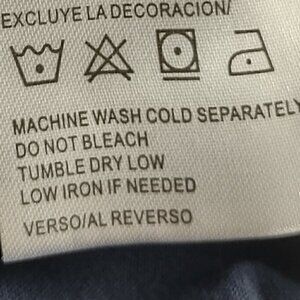 EXCLUYE LA DECORACION/
MACHINE WASH COLD SEPARATELY
DO NOT BLEACH
TUMBLE DRY LOW
LOW IRON IF NEEDED
VERSO/AL REVERSO